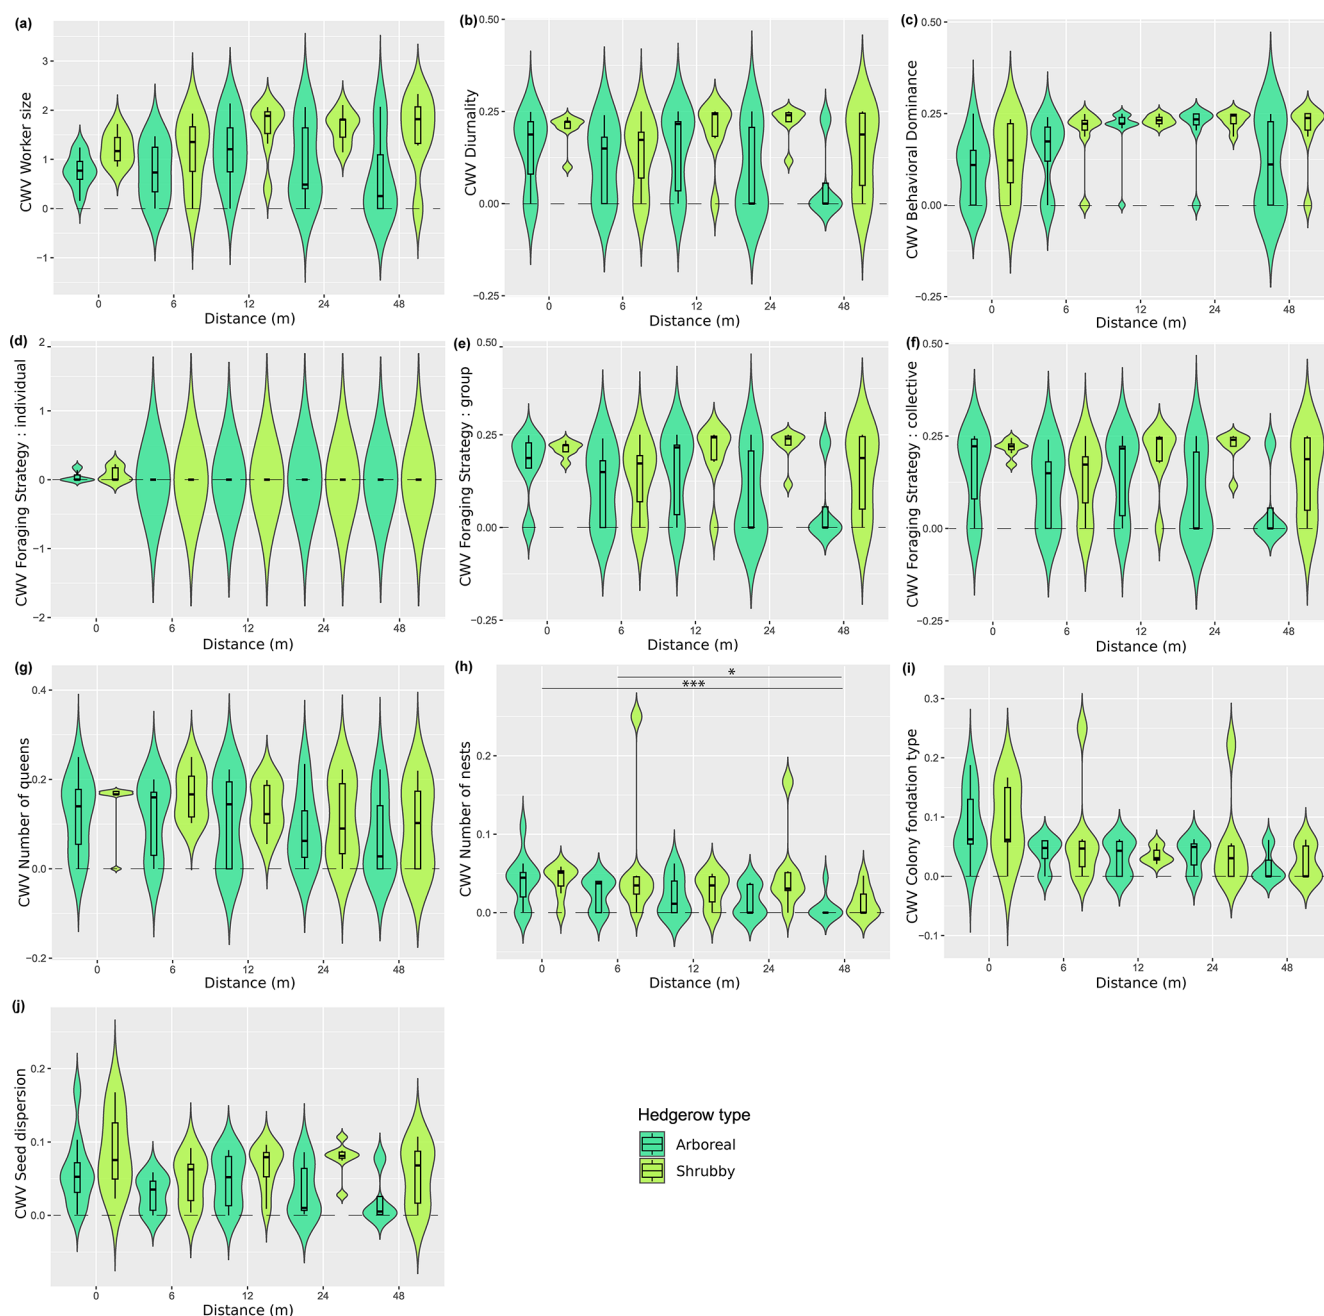 (a)
CWV Worker size
3
2
1
0
−1
0 6 12 24 48
Distance (m)
(b)
CWV Diurnality
0.50
0.25
0.00
−0.25
0 6 12 24 48
Distance (m)
(c)
CWV Behavioral Dominance
0.50
0.25
0.00
−0.25
0 6 12 24 48
Distance (m)
(d)
CWV Foraging Strategy : individual
2
1
0
−1
−2
0 6 12 24 48
Distance (m)
(e)
CWV Foraging Strategy : group
0.50
0.25
0.00
−0.25
0 6 12 24 48
Distance (m)
(f)
CWV Foraging Strategy : collective
0.50
0.25
0.00
−0.25
0 6 12 24 48
Distance (m)
(g)
CWV Number of queens
0.4
0.2
0.0
−0.2
0 6 12 24 48
Distance (m)
(h)
CWV Number of nests
*
***
0.2
0.1
0.0
0 6 12 24 48
Distance (m)
(i)
CWV Colony fondation type
0.3
0.2
0.1
0.0
−0.1
0 6 12 24 48
Distance (m)
(j)
CWV Seed dispersion
0.2
0.1
0.0
0 6 12 24 48
Distance (m)
Hedgerow type
Arboreal
Shrubby